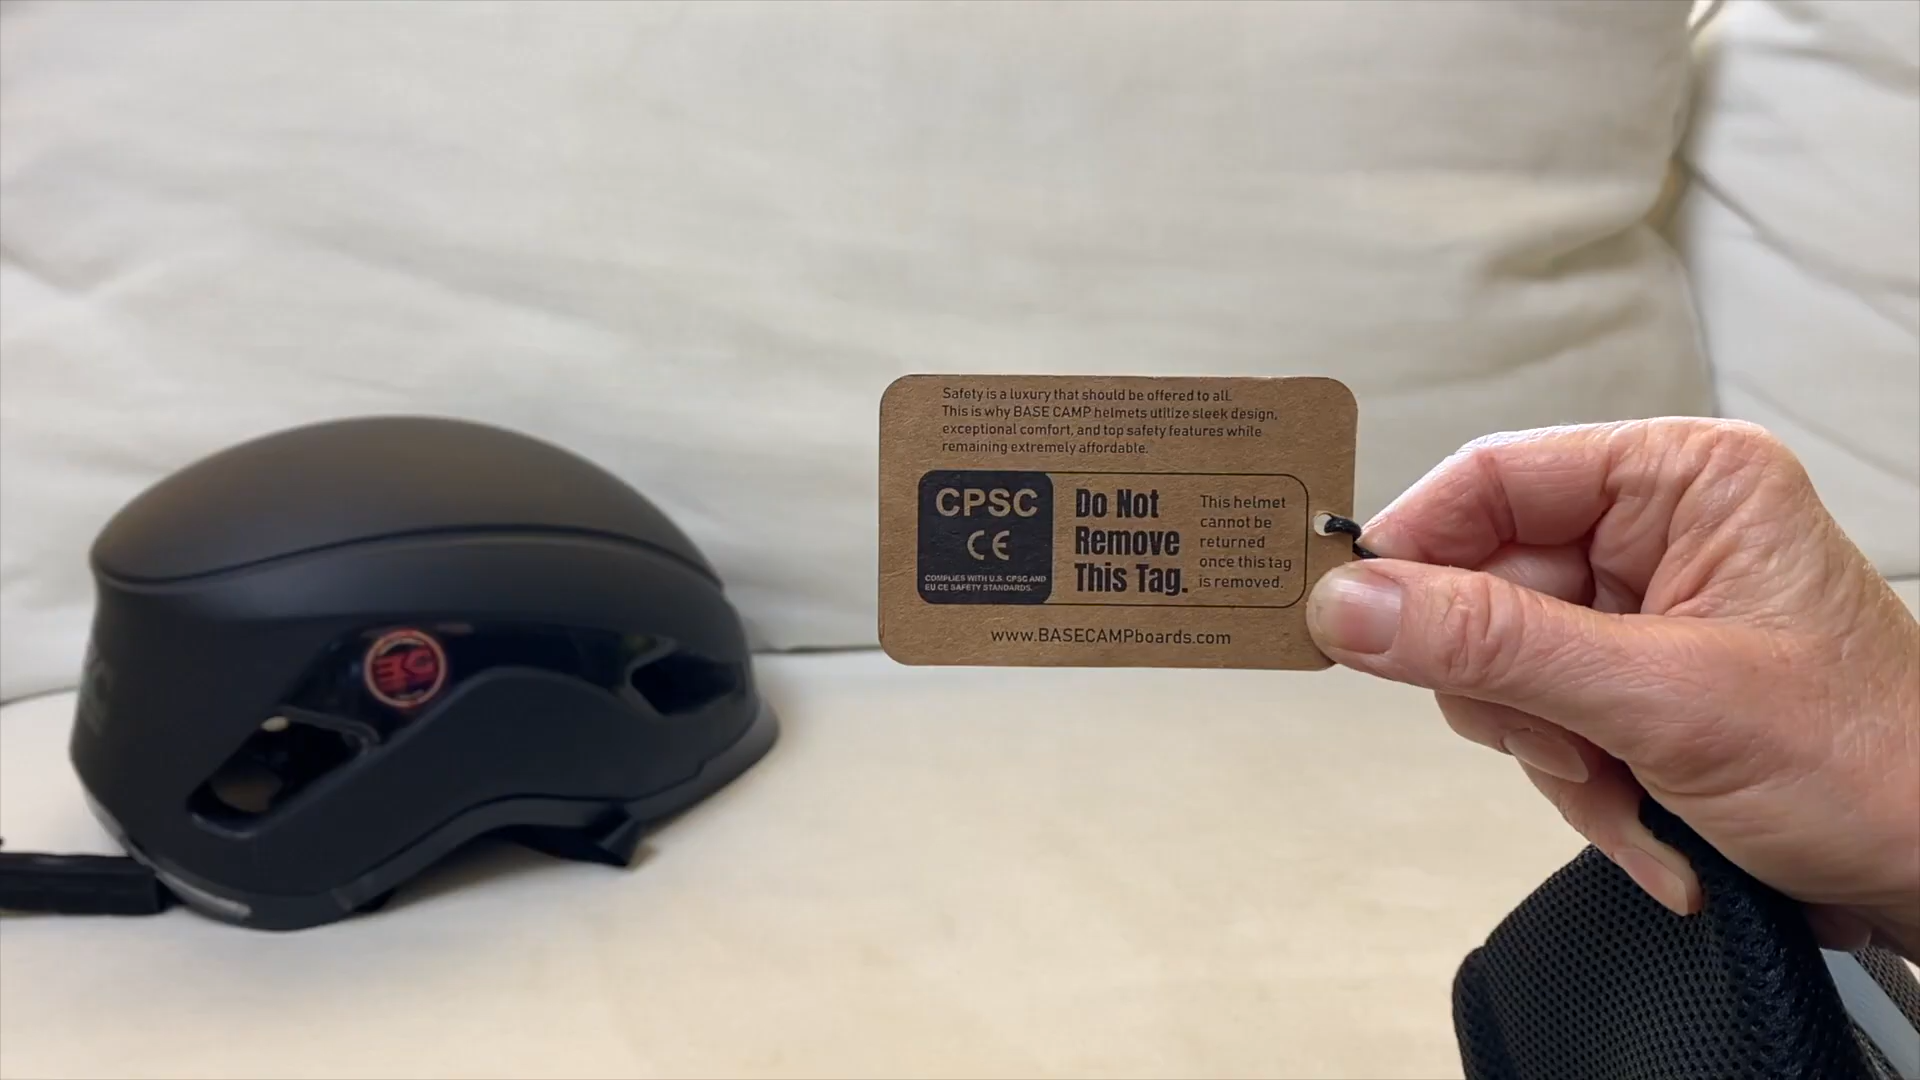 Safety is a luxury that should be offered to all.
This is why BASE CAMP helmets utilize sleek design,
exceptional comfort, and top safety features while
remaining extremely affordable.
CPSC
CE
COMPLIES WITH U.S. CPSC AND
EU CE SAFETY STANDARDS.
Do Not
Remove
This Tag.
This helmet
cannot be
returned
once this tag
is removed.
www.BASECAMPboards.com